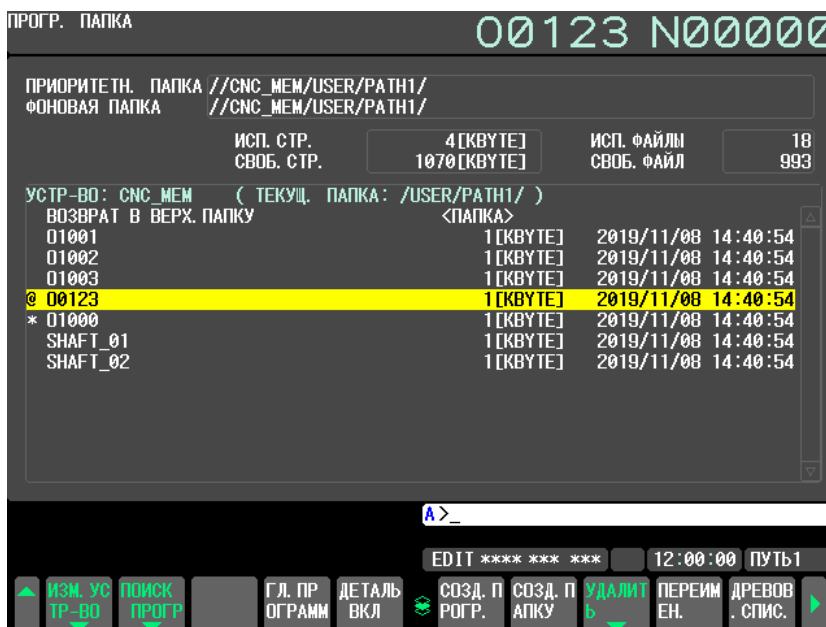 ПРОГР. ПАПКА
O0123 N00000
ПРИОРИТЕТН. ПАПКА //CNC_MEM/USER/PATH1/
ФОНОВАЯ ПАПКА //CNC_MEM/USER/PATH1/
ИСП. СТР. 4[KBYTE] ИСП. ФАЙЛЫ 18
СВОБ. СТР. 1070[KBYTE] СВОБ. ФАЙЛ 993
УСТР-ВО: CNC_MEM ( ТЕКУЩ. ПАПКА: /USER/PATH1/ )
ВОЗВРАТ В ВЕРХ. ПАПКУ <ПАПКА>
O1001 1[KBYTE] 2019/11/08 14:40:54
O1002 1[KBYTE] 2019/11/08 14:40:54
O1003 1[KBYTE] 2019/11/08 14:40:54
@ O0123 1[KBYTE] 2019/11/08 14:40:54
* O1000 1[KBYTE] 2019/11/08 14:40:54
SHAFT_01 1[KBYTE] 2019/11/08 14:40:54
SHAFT_02 1[KBYTE] 2019/11/08 14:40:54
A>_
EDIT **** *** *** 12:00:00 ПУТЬ1
ИЗМ. УС ПОИСК ГЛ. ПР ДЕТАЛЬ СОЗД. П СОЗД. П УДАЛИТ ПЕРЕИМ ДРЕВОВ
ТР-ВО ПРОГР ОГРАММ ВКЛ РОГР. АПКУ Ь ЕН. . СПИС.